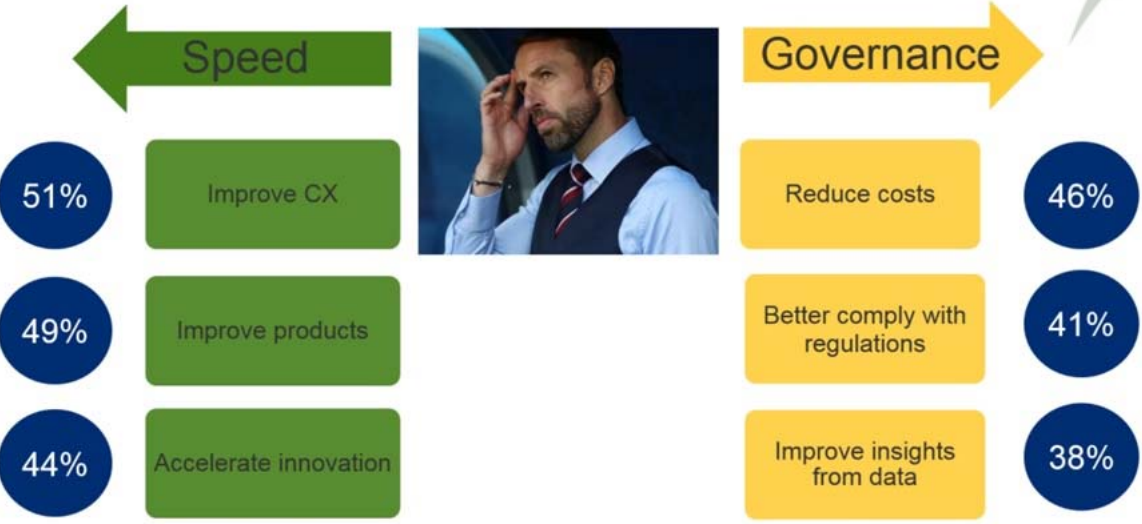 Speed
Governance
51%
Improve CX
Reduce costs
46%
49%
Improve products
Better comply with
regulations
41%
44%
Accelerate innovation
Improve insights
from data
38%